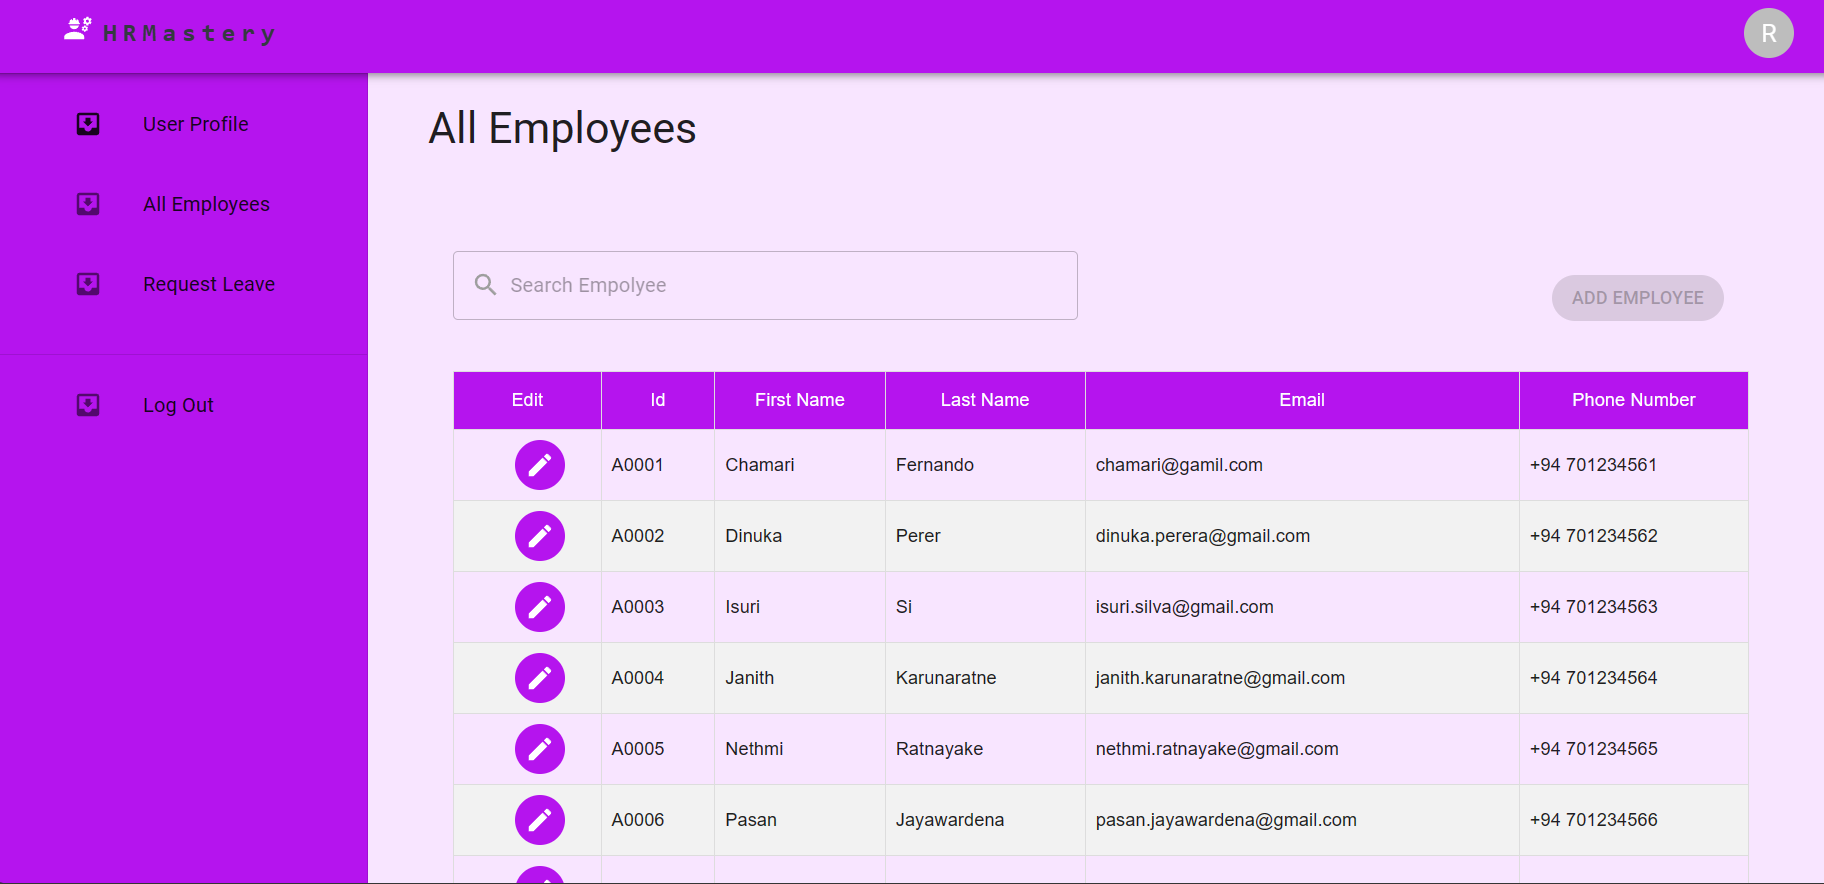 HRMastery
R
User Profile
All Employees
Request Leave
Log Out
All Employees
Search Empolyee
ADD EMPLOYEE
Edit Id First Name Last Name Email Phone Number
A0001 Chamari Fernando chamari@gamil.com +94 701234561
A0002 Dinuka Perer dinuka.perera@gmail.com +94 701234562
A0003 Isuri Si isuri.silva@gmail.com +94 701234563
A0004 Janith Karunaratne janith.karunaratne@gmail.com +94 701234564
A0005 Nethmi Ratnayake nethmi.ratnayake@gmail.com +94 701234565
A0006 Pasan Jayawardena pasan.jayawardena@gmail.com +94 701234566